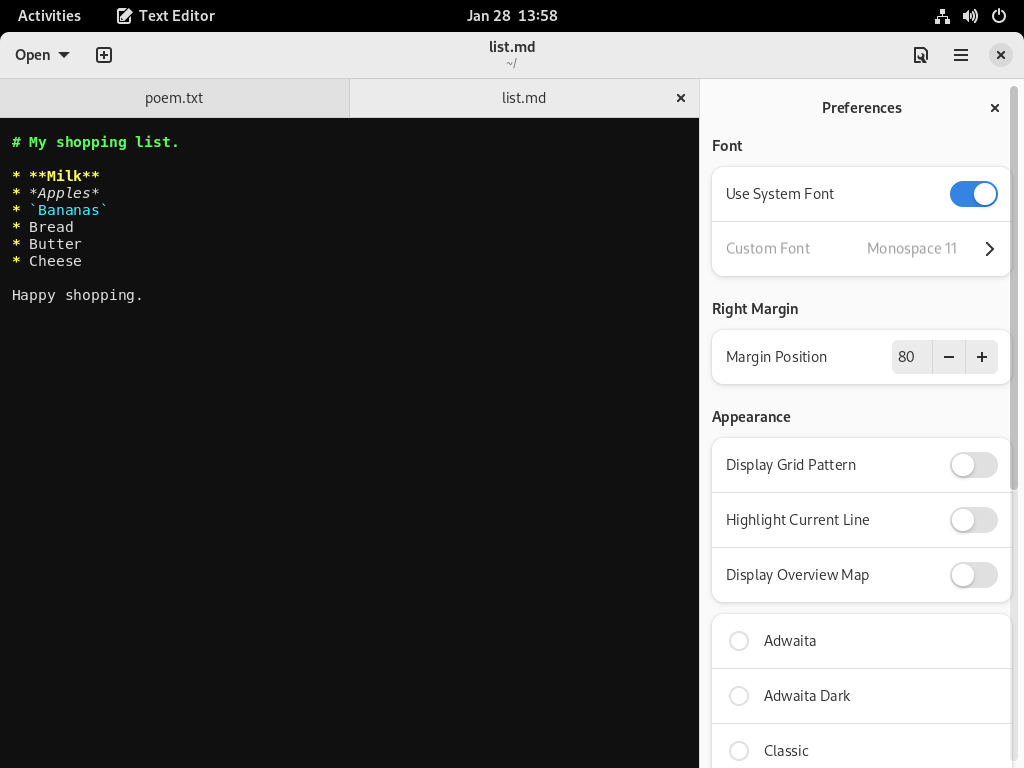 Activities
Text Editor
Jan 28 13:58
Open
list.md
~/
poem.txt
list.md
# My shopping list.
* **Milk**
* *Apples*
* `Bananas`
* Bread
* Butter
* Cheese
Happy shopping.
Preferences
Font
Use System Font
Custom Font Monospace 11
Right Margin
Margin Position 80
Appearance
Display Grid Pattern
Highlight Current Line
Display Overview Map
Adwaita
Adwaita Dark
Classic